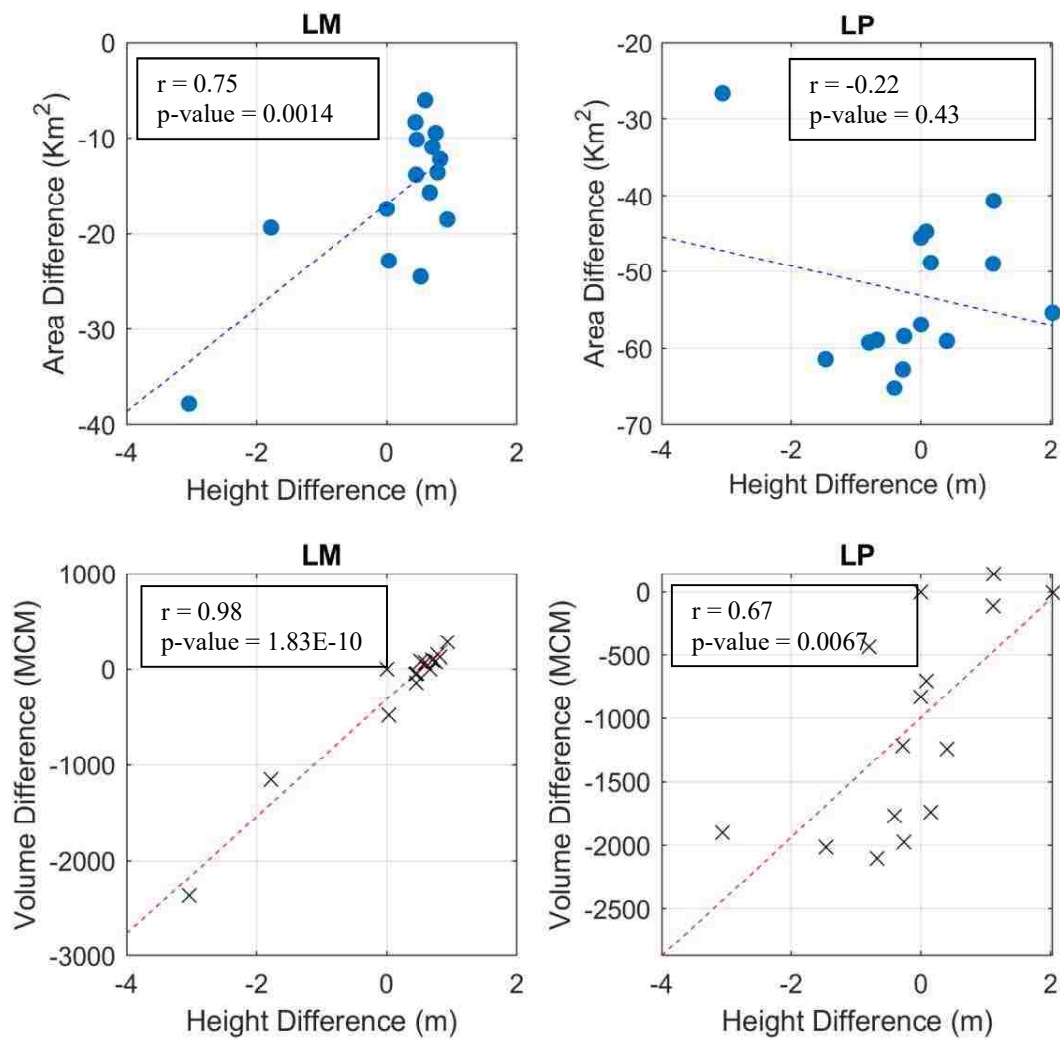 LM
r = 0.75
p-value = 0.0014
0
-10
-20
-30
-40
-4
-2
0
2
Area Difference (Km²)
Height Difference (m)
LP
r = -0.22
p-value = 0.43
-20
-30
-40
-50
-60
-70
-4
-2
0
2
Area Difference (Km²)
Height Difference (m)
LM
r = 0.98
p-value = 1.83E-10
1000
0
-1000
-2000
-3000
-4
-2
0
2
Volume Difference (MCM)
Height Difference (m)
LP
r = 0.67
p-value = 0.0067
0
-500
-1000
-1500
-2000
-2500
-4
-2
0
2
Volume Difference (MCM)
Height Difference (m)